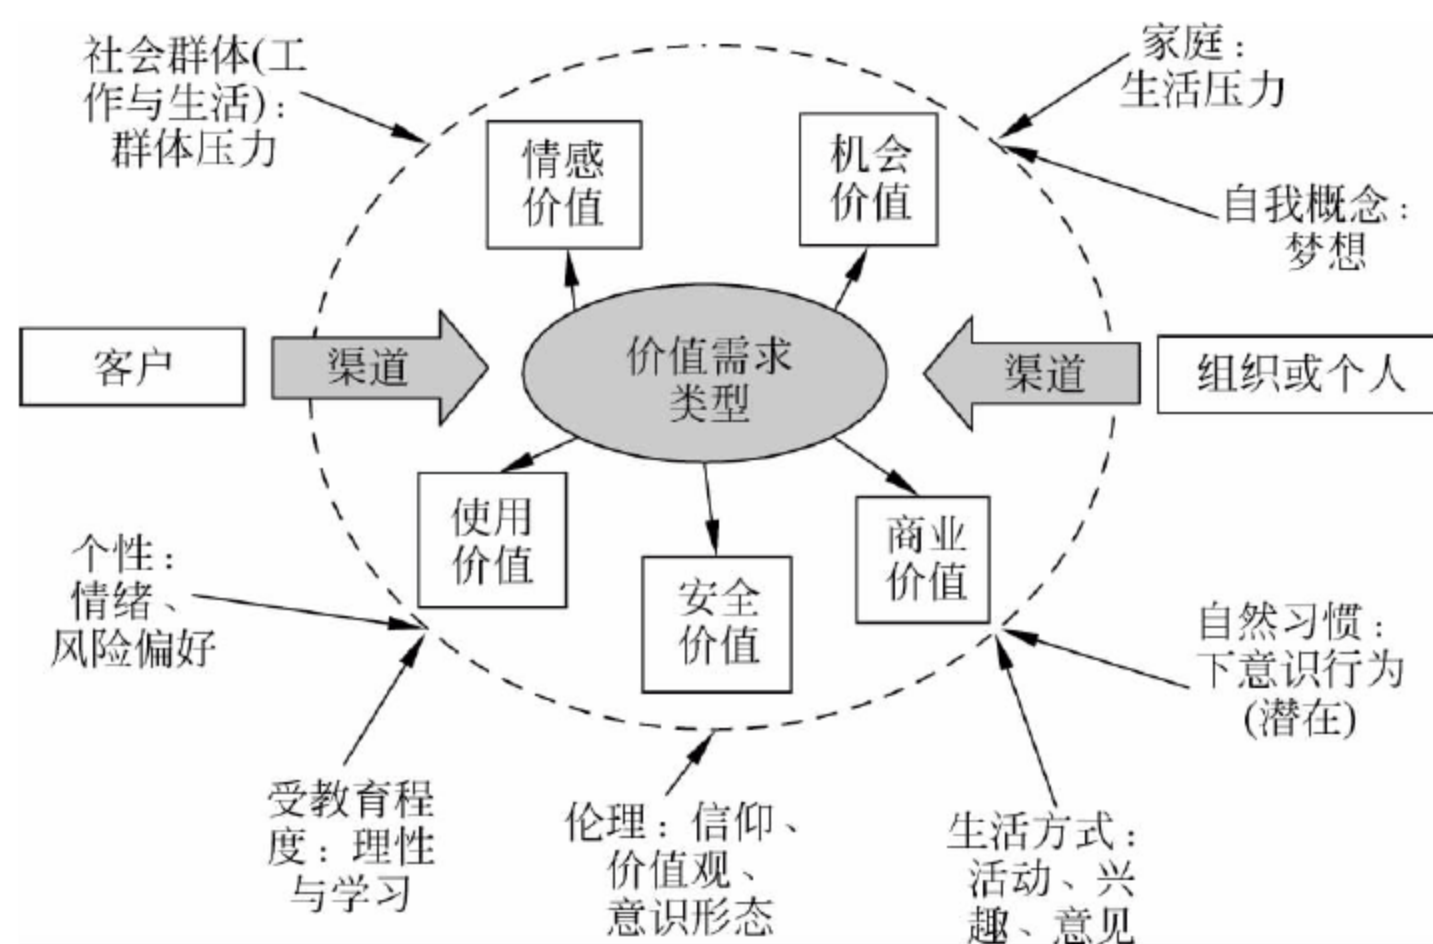 社会群体(工
作与生活)：
群体压力
家庭：
生活压力
情感
价值
机会
价值
自我概念：
梦想
客户
渠道
价值需求
类型
渠道
组织或个人
使用
价值
安全
价值
商业
价值
个性：
情绪、
风险偏好
自然习惯：
下意识行为
(潜在)
受教育程
度：理性
与学习
伦理：信仰、
价值观、
意识形态
生活方式：
活动、兴
趣、意见